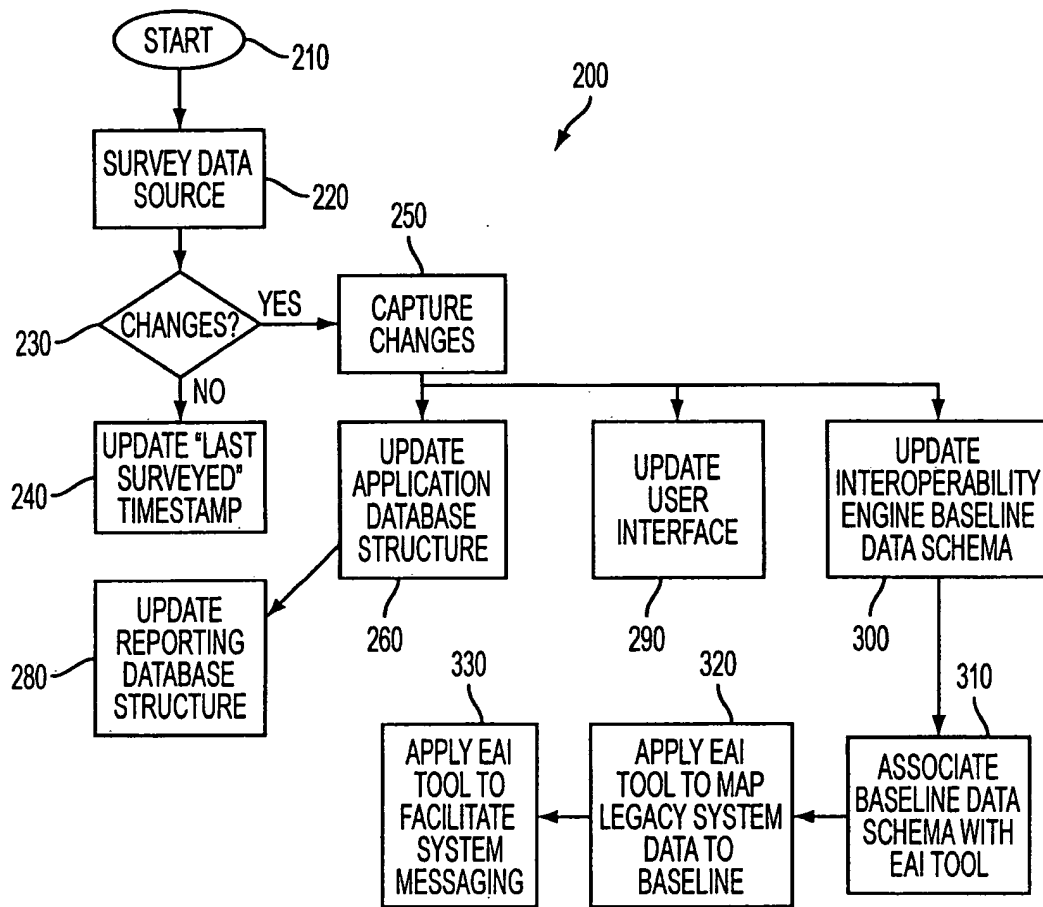 START
210
200
SURVEY DATA
SOURCE
220
250
CHANGES?
YES
230
CAPTURE
CHANGES
NO
UPDATE "LAST
SURVEYED"
TIMESTAMP
240
UPDATE
APPLICATION
DATABASE
STRUCTURE
260
UPDATE
USER
INTERFACE
290
UPDATE
INTEROPERABILITY
ENGINE BASELINE
DATA SCHEMA
300
UPDATE
REPORTING
DATABASE
STRUCTURE
280
330
APPLY EAI
TOOL TO
FACILITATE
SYSTEM
MESSAGING
320
APPLY EAI
TOOL TO MAP
LEGACY SYSTEM
DATA TO
BASELINE
310
ASSOCIATE
BASELINE DATA
SCHEMA WITH
EAI TOOL